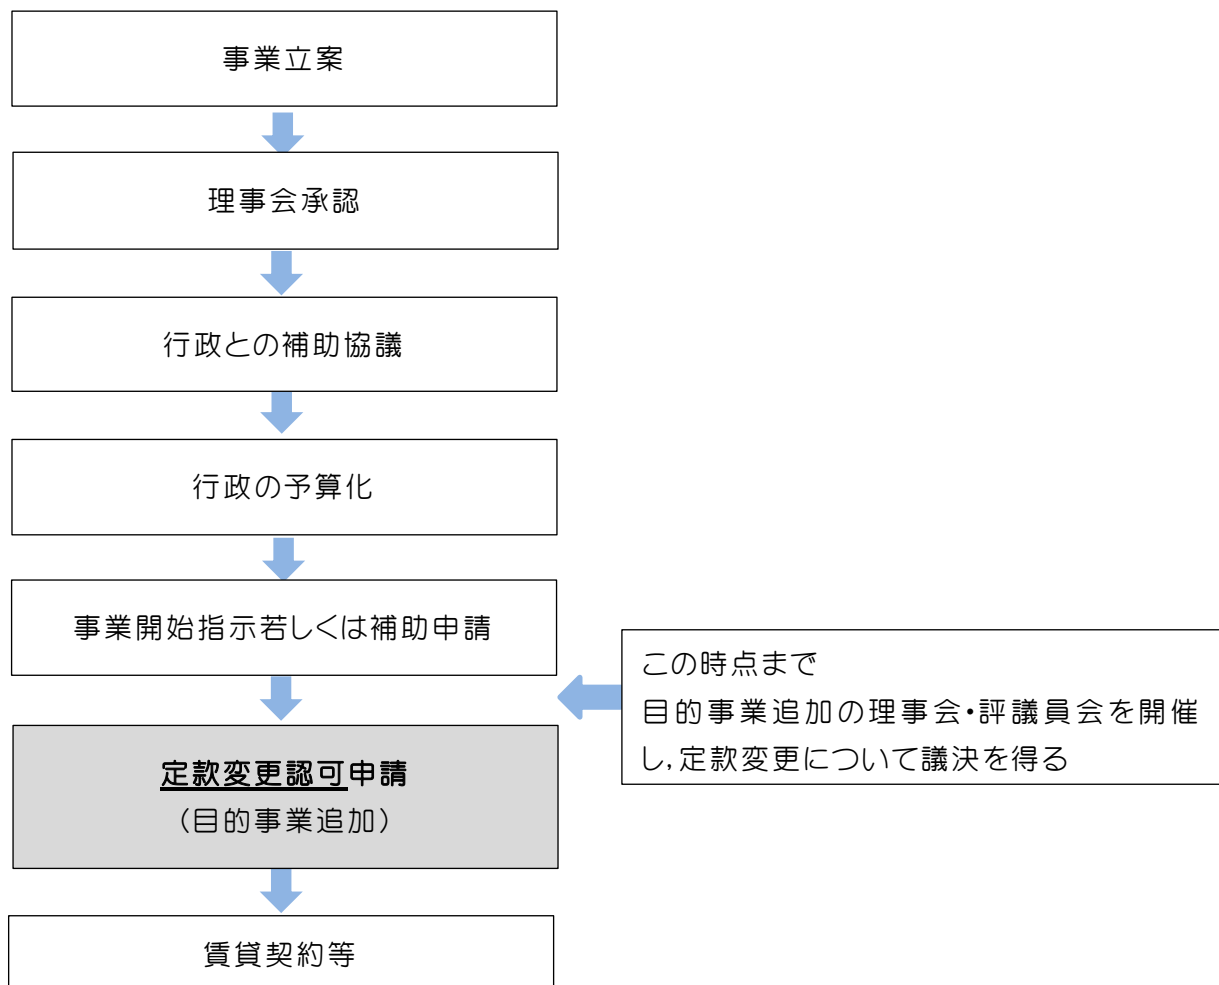 事業立案
理事会承認
行政との補助協議
行政の予算化
事業開始指示若しくは補助申請
この時点まで
目的事業追加の理事会・評議員会を開催
し,定款変更について議決を得る
定款変更認可申請
（目的事業追加）
賃貸契約等